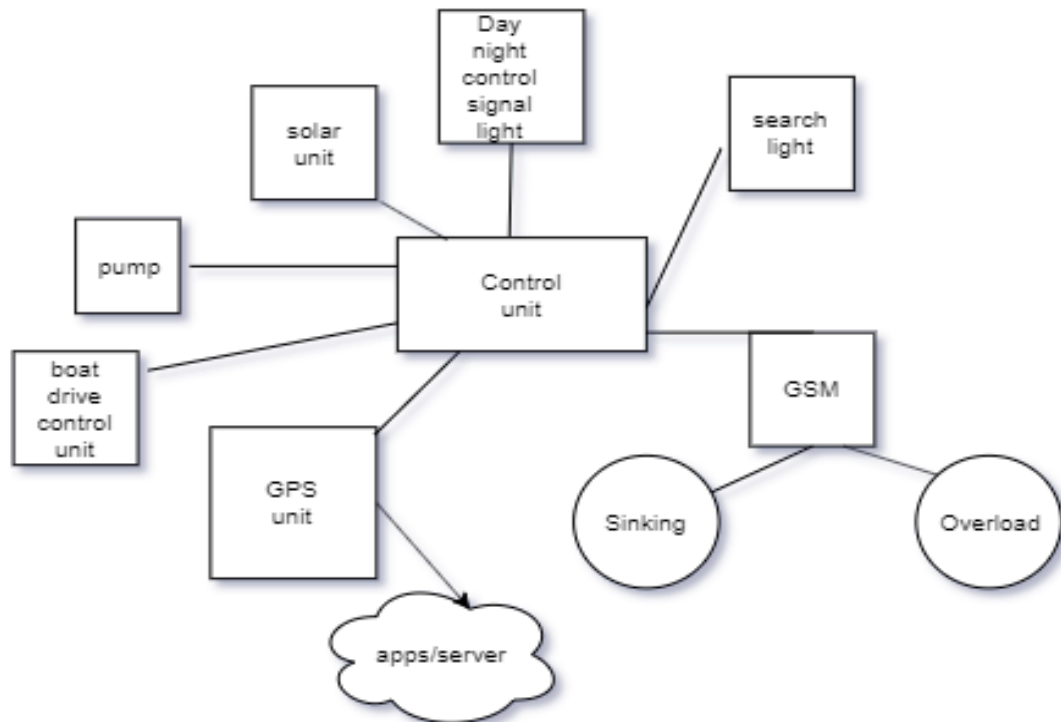 Day
night
control
signal
light
solar
unit
search
light
pump
Control
unit
boat
drive
control
unit
GSM
GPS
unit
Sinking
Overload
apps/server